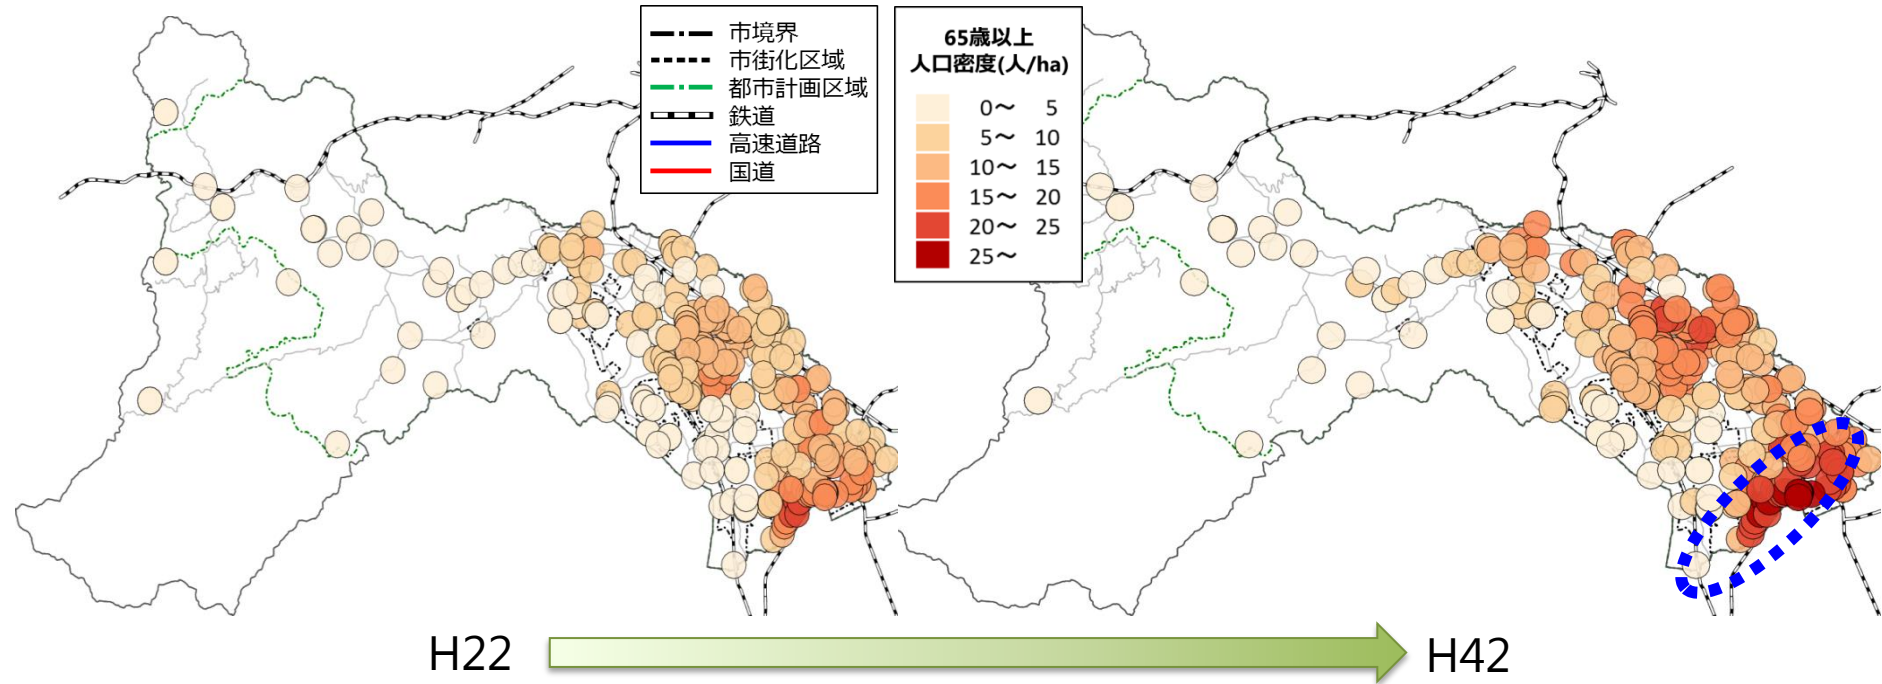 市境界
市街化区域
都市計画区域
鉄道
高速道路
国道
65歳以上
人口密度(人/ha)
0～ 5
5～ 10
10～ 15
15～ 20
20～ 25
25～
H22
H42